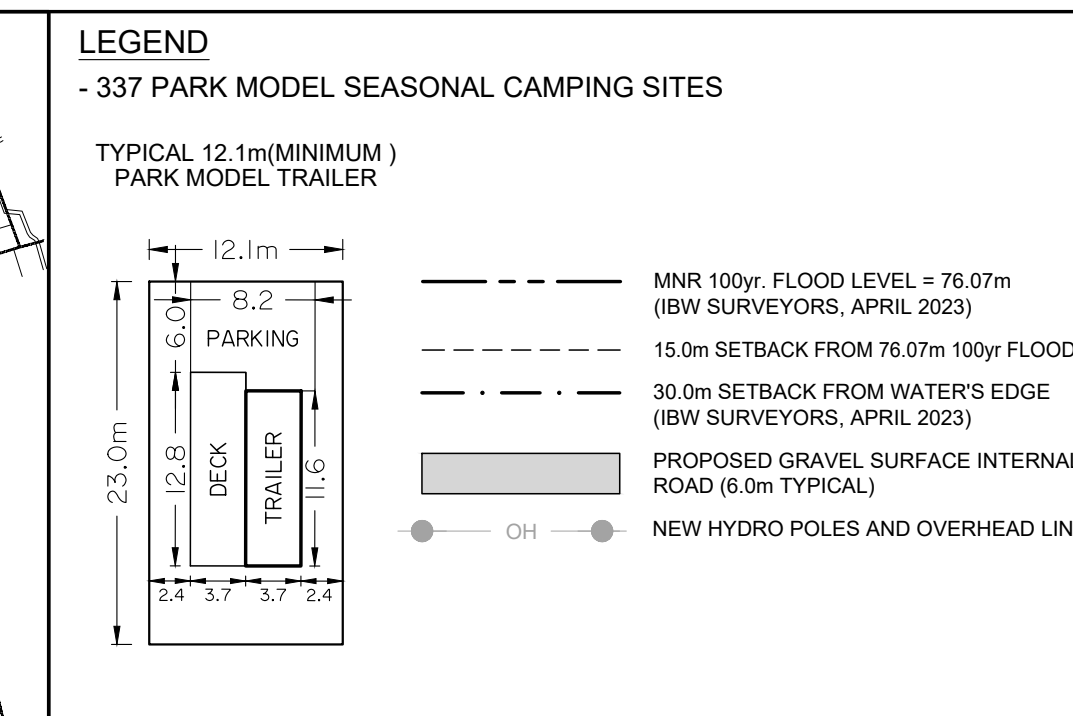 LEGEND
- 337 PARK MODEL SEASONAL CAMPING SITES
TYPICAL 12.1m(MINIMUM )
PARK MODEL TRAILER
12.1m
8.2
6.0
PARKING
23.0m
12.8
DECK
TRAILER
11.6
2.4 3.7 3.7 2.4
MNR 100yr. FLOOD LEVEL = 76.07m
(IBW SURVEYORS, APRIL 2023)
15.0m SETBACK FROM 76.07m 100yr FLOOD
30.0m SETBACK FROM WATER'S EDGE
(IBW SURVEYORS, APRIL 2023)
PROPOSED GRAVEL SURFACE INTERNAL
ROAD (6.0m TYPICAL)
OH
NEW HYDRO POLES AND OVERHEAD LIN